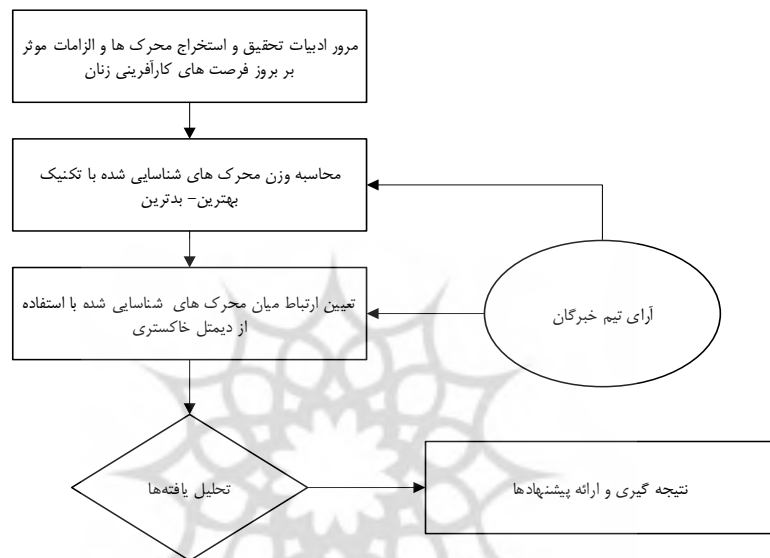 مرور ادبیات تحقیق و استخراج محرک ها و الزامات موثر
بر بروز فرصت های کارآفرینی زنان
محاسبه وزن محرک های شناسایی شده با تکنیک
بهترین- بدترین
تعیین ارتباط میان محرک های شناسایی شده با استفاده
از دیمتل خاکستری
آرای تیم خبرگان
تحلیل یافته‌ها
نتیجه گیری و ارائه پیشنهادها